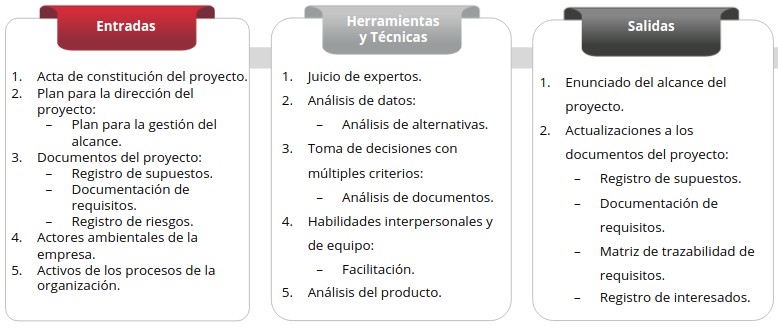 Entradas
1. Acta de constitución del proyecto.
2. Plan para la dirección del
proyecto:
– Plan para la gestión del
alcance.
3. Documentos del proyecto:
– Registro de supuestos.
– Documentación de
requisitos.
– Registro de riesgos.
4. Actores ambientales de la
empresa.
5. Activos de los procesos de la
organización.
Herramientas
y Técnicas
1. Juicio de expertos.
2. Análisis de datos:
– Análisis de alternativas.
3. Toma de decisiones con
múltiples criterios:
– Análisis de documentos.
4. Habilidades interpersonales y
de equipo:
– Facilitación.
5. Análisis del producto.
Salidas
1. Enunciado del alcance del
proyecto.
2. Actualizaciones a los
documentos del proyecto:
– Registro de supuestos.
– Documentación de
requisitos.
– Matriz de trazabilidad de
requisitos.
– Registro de interesados.